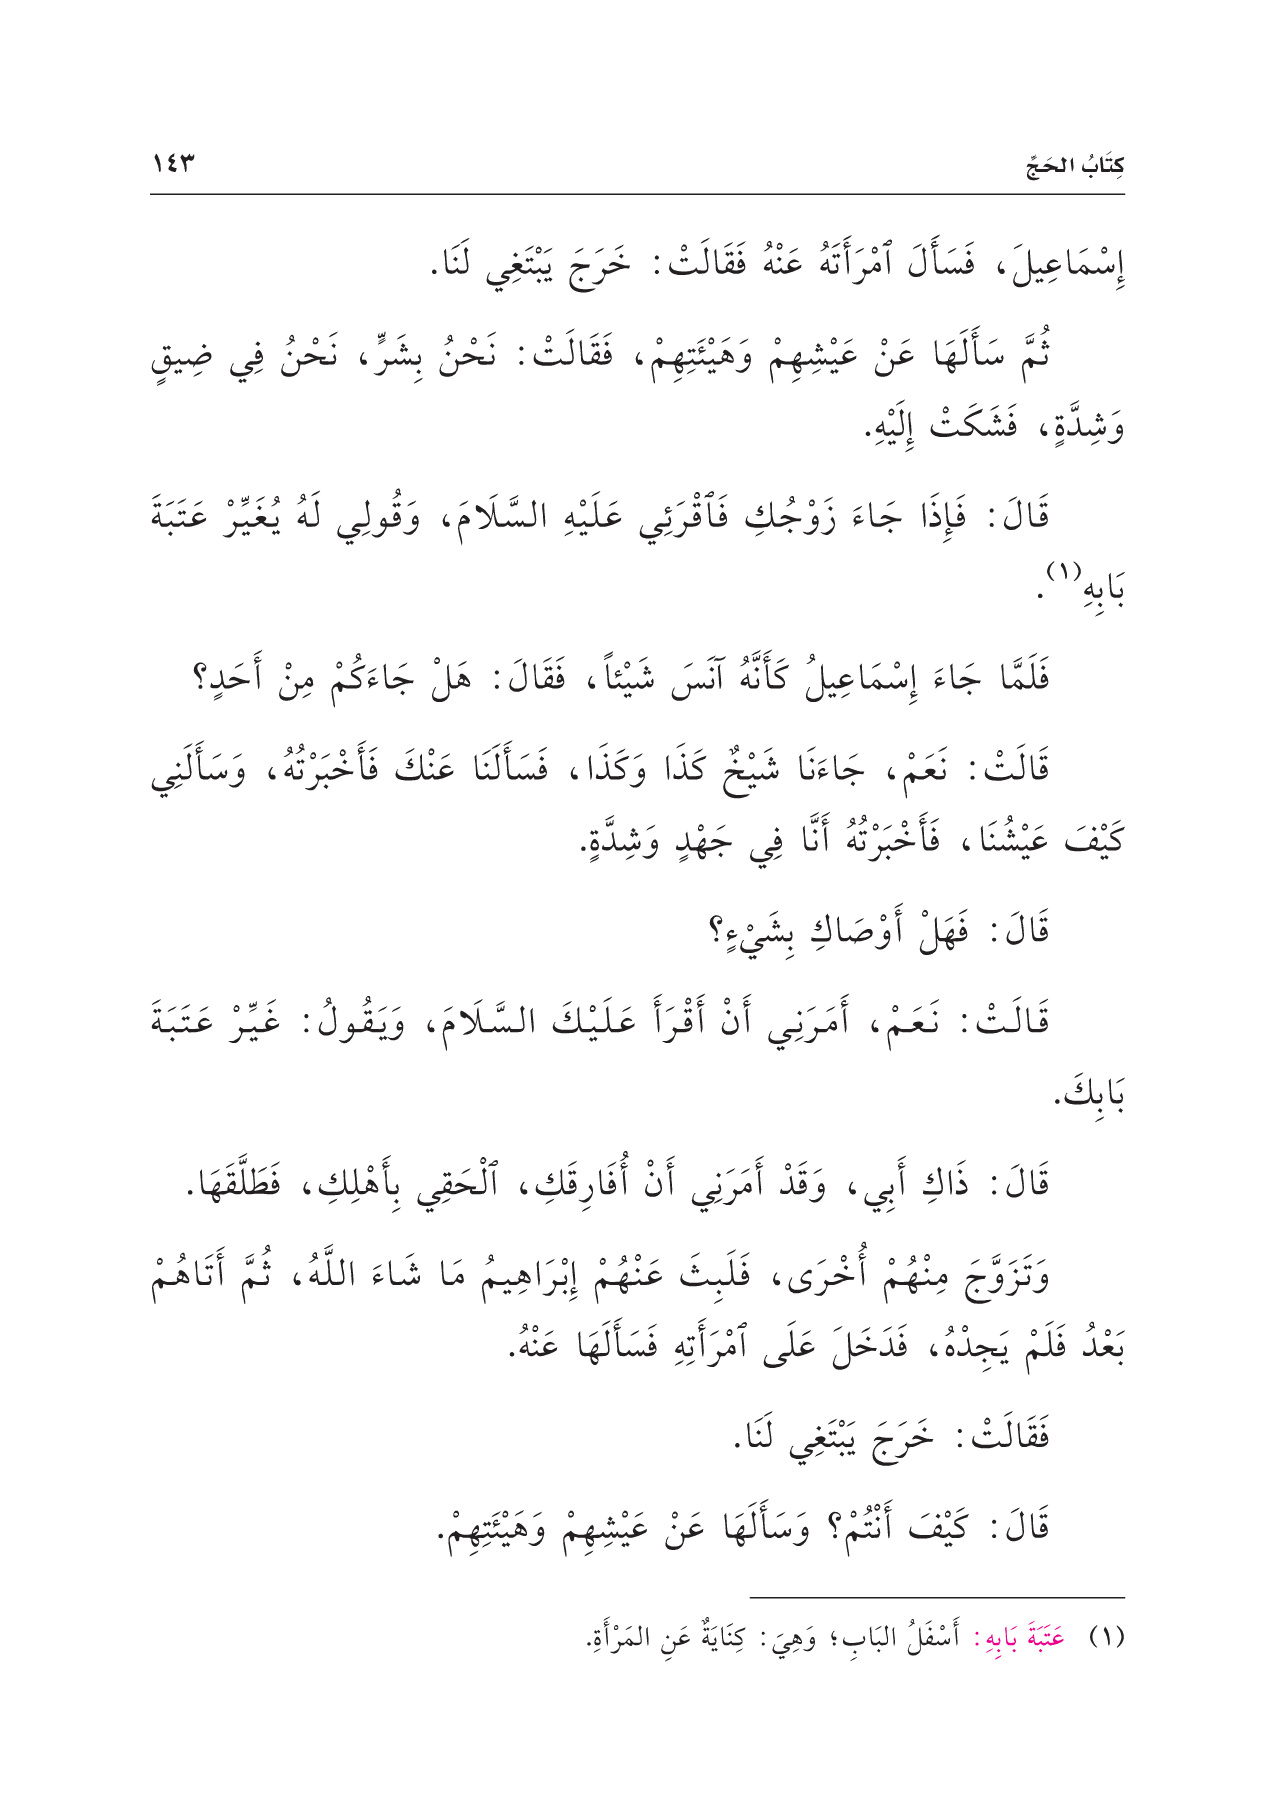 كِتَابُ الحَجِّ ١٤٣
إِسْمَاعِيلَ، فَسَأَلَ ٱمْرَأَتَهُ عَنْهُ فَقَالَتْ: خَرَجَ يَبْتَغِي لَنَا.
ثُمَّ سَأَلَهَا عَنْ عَيْشِهِمْ وَهَيْئَتِهِمْ، فَقَالَتْ: نَحْنُ بِشَرٍّ، نَحْنُ فِي ضِيقٍ
وَشِدَّةٍ، فَشَكَتْ إِلَيْهِ.
قَالَ: فَإِذَا جَاءَ زَوْجُكِ فَٱقْرَئِي عَلَيْهِ السَّلَامَ، وَقُولِي لَهُ يُغَيِّرْ عَتَبَةَ
بَابِهِ(١).
فَلَمَّا جَاءَ إِسْمَاعِيلُ كَأَنَّهُ آنَسَ شَيْئاً، فَقَالَ: هَلْ جَاءَكُمْ مِنْ أَحَدٍ؟
قَالَتْ: نَعَمْ، جَاءَنَا شَيْخٌ كَذَا وَكَذَا، فَسَأَلَنَا عَنْكَ فَأَخْبَرْتُهُ، وَسَأَلَنِي
كَيْفَ عَيْشُنَا، فَأَخْبَرْتُهُ أَنَّا فِي جَهْدٍ وَشِدَّةٍ.
قَالَ: فَهَلْ أَوْصَاكِ بِشَيْءٍ؟
قَالَتْ: نَعَمْ، أَمَرَنِي أَنْ أَقْرَأَ عَلَيْكَ السَّلَامَ، وَيَقُولُ: غَيِّرْ عَتَبَةَ
بَابِكَ.
قَالَ: ذَاكِ أَبِي، وَقَدْ أَمَرَنِي أَنْ أُفَارِقَكِ، ٱلْحَقِي بِأَهْلِكِ، فَطَلَّقَهَا.
وَتَزَوَّجَ مِنْهُمْ أُخْرَى، فَلَبِثَ عَنْهُمْ إِبْرَاهِيمُ مَا شَاءَ اللَّهُ، ثُمَّ أَتَاهُمْ
بَعْدُ فَلَمْ يَجِدْهُ، فَدَخَلَ عَلَى ٱمْرَأَتِهِ فَسَأَلَهَا عَنْهُ.
فَقَالَتْ: خَرَجَ يَبْتَغِي لَنَا.
قَالَ: كَيْفَ أَنْتُمْ؟ وَسَأَلَهَا عَنْ عَيْشِهِمْ وَهَيْئَتِهِمْ.
(١) عَتَبَةَ بَابِهِ: أَسْفَلُ البَابِ؛ وَهِيَ: كِنَايَةٌ عَنِ المَرْأَةِ.